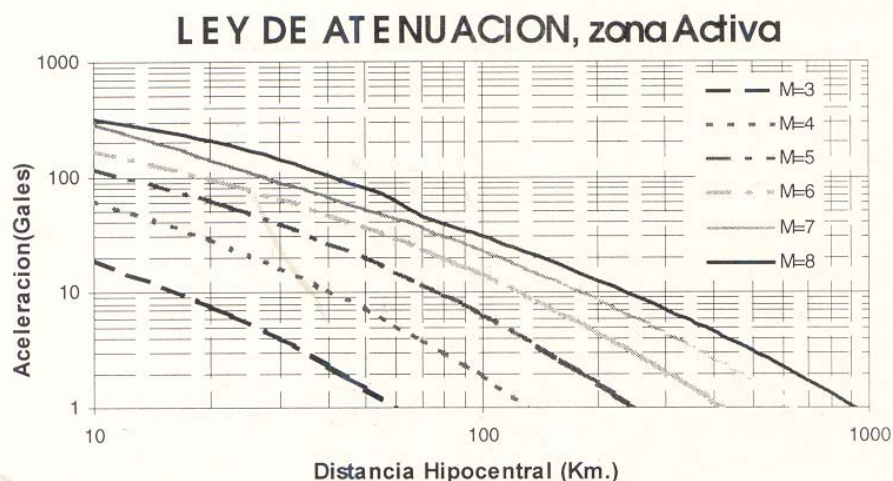 LEY DE ATENUACION, zona Activa
1000
100
10
1
Aceleracion(Gales)
M=3
M=4
M=5
M=6
M=7
M=8
10
100
1000
Distancia Hipocentral (Km.)